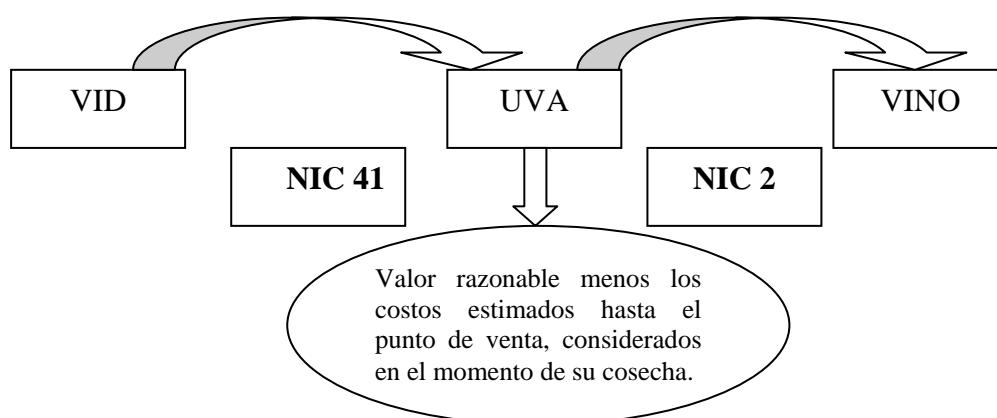 VID
UVA
VINO
NIC 41
NIC 2
Valor razonable menos los
costos estimados hasta el
punto de venta, considerados
en el momento de su cosecha.